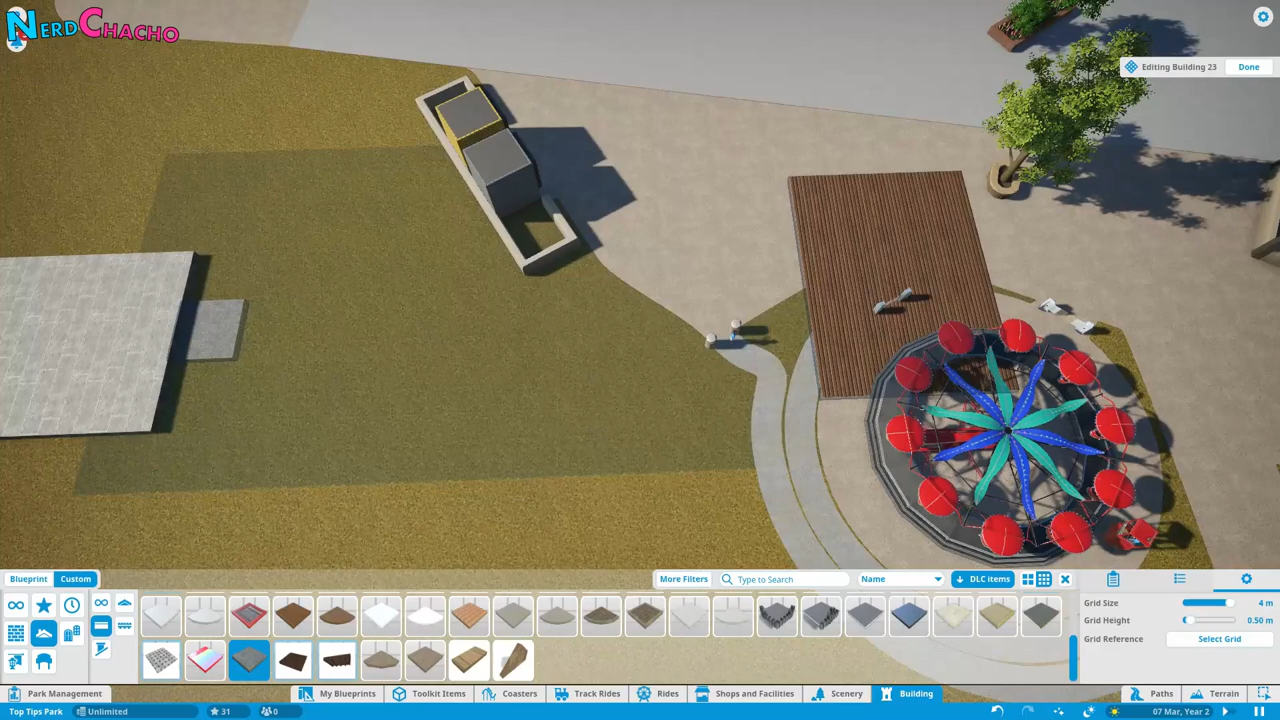 NERDCHACHO
Editing Building 23
Done
Blueprint
Custom
More Filters
Type to Search
Name
DLC items
Grid Size
4 m
Grid Height
0.50 m
Grid Reference
Select Grid
Park Management
My Blueprints
Toolkit Items
Coasters
Track Rides
Rides
Shops and Facilities
Scenery
Building
Paths
Terrain
Top Tips Park
Unlimited
31
0
07 Mar, Year 2